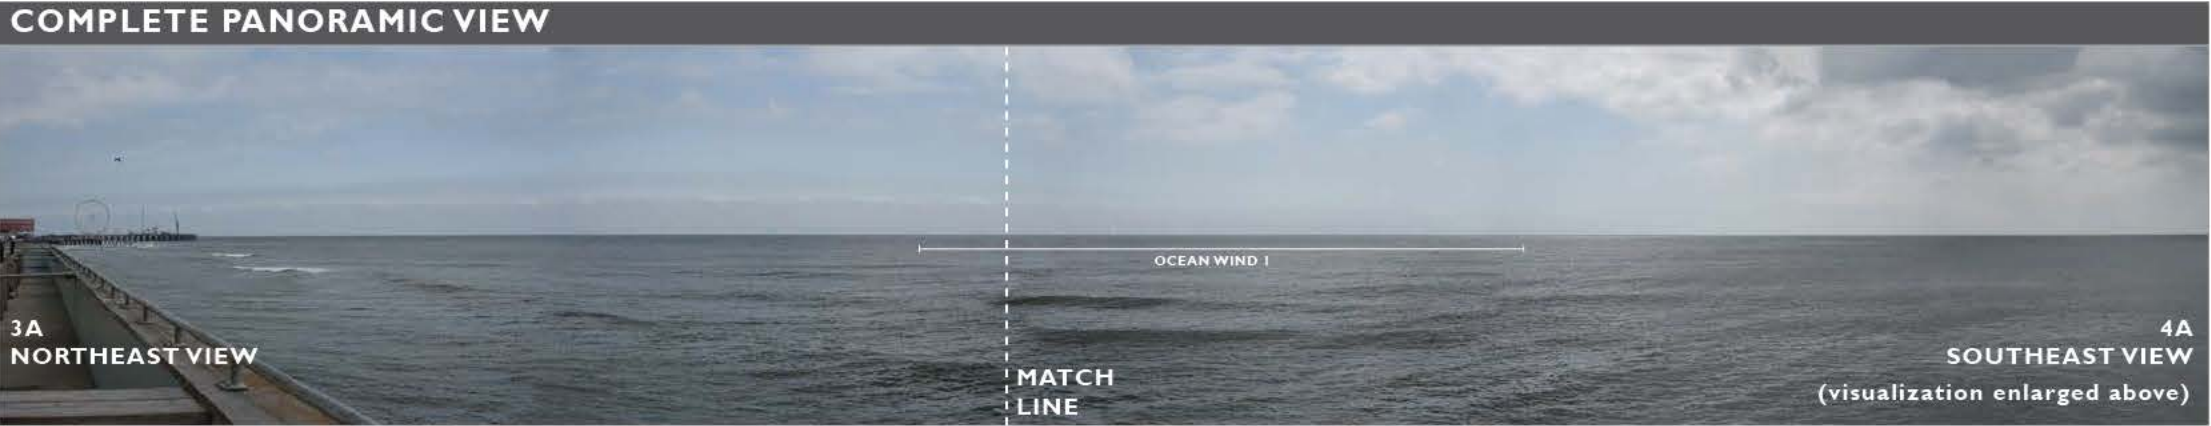 COMPLETE PANORAMIC VIEW
OCEAN WIND 1
3A
NORTHEAST VIEW
MATCH
LINE
4A
SOUTHEAST VIEW
(visualization enlarged above)